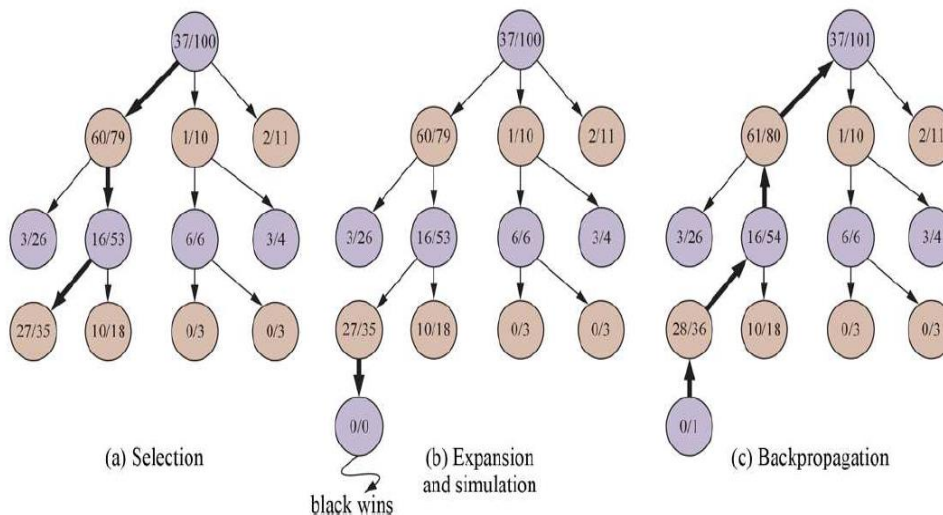 37/100 37/100 37/101
60/79 1/10 2/11 60/79 1/10 2/11 61/80 1/10 2/11
3/26 16/53 6/6 3/4 3/26 16/53 6/6 3/4 3/26 16/54 6/6 3/4
27/35 10/18 0/3 0/3 27/35 10/18 0/3 0/3 28/36 10/18 0/3 0/3
0/0 0/1
(a) Selection (b) Expansion (c) Backpropagation
and simulation
black wins